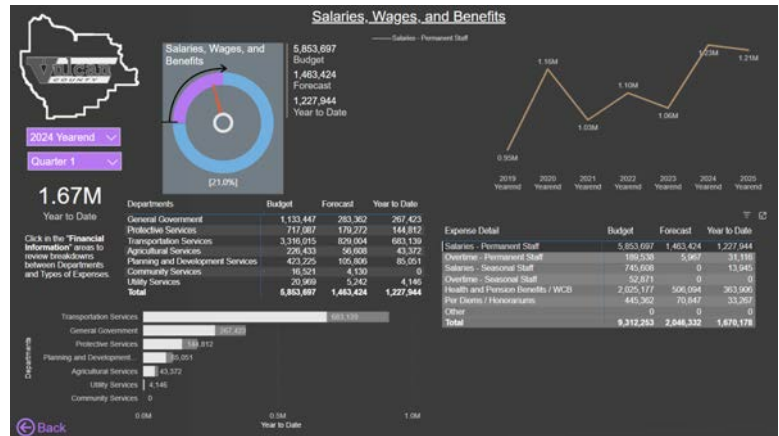 Salaries, Wages, and Benefits
Salaries - Permanent Staff
Vulcan
COUNTY
Salaries, Wages, and
Benefits
[21.0%]
5,853,697
Budget
1,463,424
Forecast
1,227,944
Year to Date
0.95M
1.16M
1.03M
1.10M
1.06M
1.23M
1.21M
2019 Yearend
2020 Yearend
2021 Yearend
2022 Yearend
2023 Yearend
2024 Yearend
2025 Yearend
2024 Yearend
Quarter 1
1.67M
Year to Date
Click in the "Financial
Information" areas to
review breakdowns
between Departments
and Types of Expenses.
Departments Budget Forecast Year to Date
General Government 1,133,447 283,362 267,423
Protective Services 717,087 179,272 144,812
Transportation Services 3,316,015 829,004 683,139
Agricultural Services 226,433 56,608 43,372
Planning and Development Services 423,225 105,806 85,051
Community Services 16,521 4,130 0
Utility Services 20,969 5,242 4,146
Total 5,853,697 1,463,424 1,227,944
Expense Detail Budget Forecast Year to Date
Salaries - Permanent Staff 5,853,697 1,463,424 1,227,944
Overtime - Permanent Staff 189,538 5,967 31,116
Salaries - Seasonal Staff 745,608 0 13,945
Overtime - Seasonal Staff 52,871 0 0
Health and Pension Benefits / WCB 2,025,177 506,094 363,906
Per Diems / Honorariums 445,362 70,847 33,267
Other 0 0 0
Total 9,312,253 2,046,332 1,670,178
Departments
Transportation Services 683,139
General Government 267,423
Protective Services 144,812
Planning and Development... 85,051
Agricultural Services 43,372
Utility Services 4,146
Community Services 0
0.0M 0.5M 1.0M
Year to Date
Back